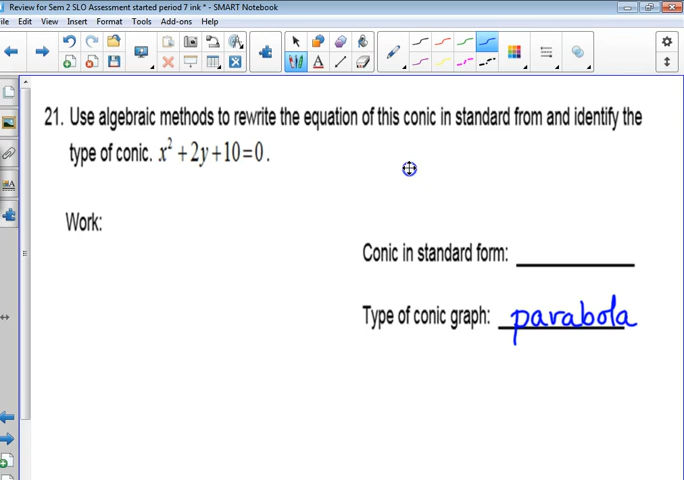 Review for Sem 2 SLO Assessment started period 7 ink * - SMART Notebook
File Edit View Insert Format Tools Add-ons Help
21. Use algebraic methods to rewrite the equation of this conic in standard from and identify the
type of conic. x² + 2y + 10 = 0.
Work:
Conic in standard form:
Type of conic graph: parabola